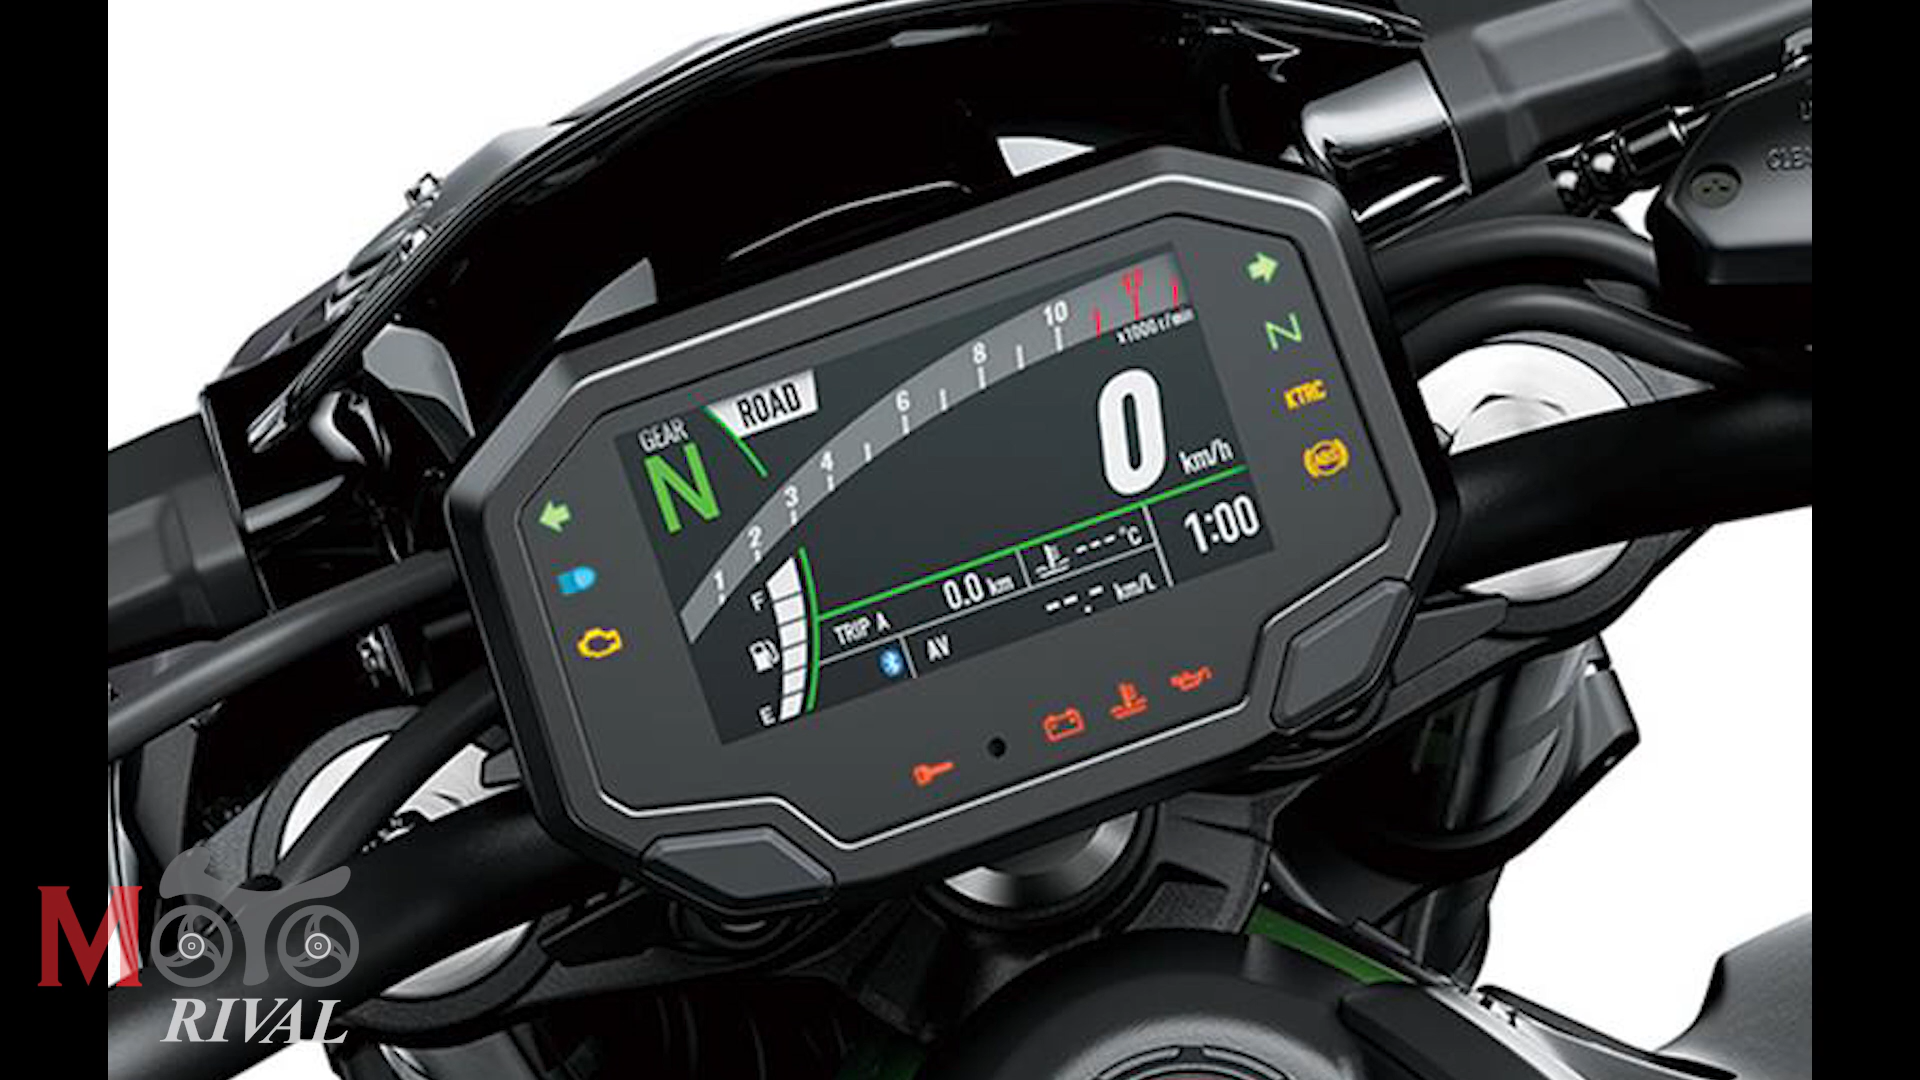 GEAR
N
ROAD
1 2 3 4 6 8 10 12
x1000 r/min
0 km/h
1:00
F
E
TRIP A 0.0 km
---°C
AV --.- km/L
N
KTRC
ABS
MOTO
RIVAL